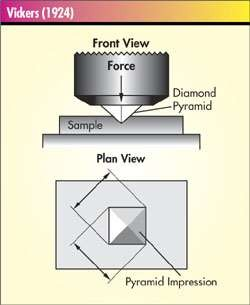 Vickers (1924)
Front View
Force
Diamond
Pyramid
Sample
Plan View
Pyramid Impression